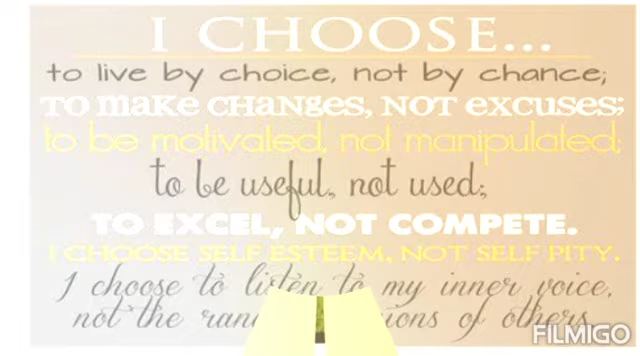 I CHOOSE...
to live by choice, not by chance;
TO make CHAnges, NOT excuses;
to be motivated, not manipulated;
to be useful, not used;
TO EXCEL, NOT COMPETE.
I CHOOSE SELF ESTEEM, NOT SELF PITY.
I choose to listen to my inner voice,
not the of others
FILMIGO